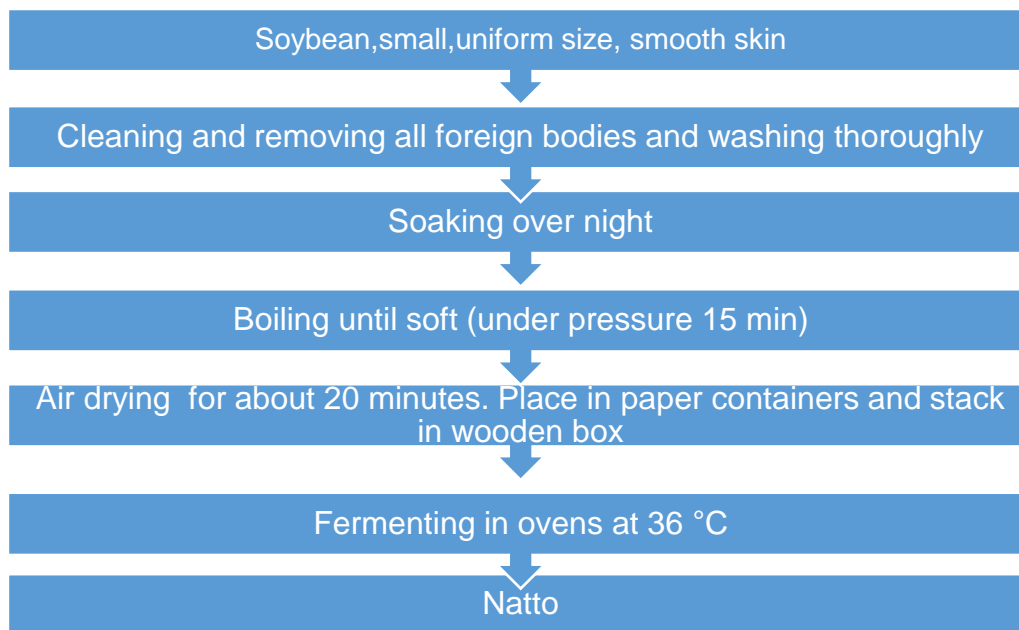 Soybean,small,uniform size, smooth skin
Cleaning and removing all foreign bodies and washing thoroughly
Soaking over night
Boiling until soft (under pressure 15 min)
Air drying  for about 20 minutes. Place in paper containers and stack
in wooden box
Fermenting in ovens at 36 °C
Natto